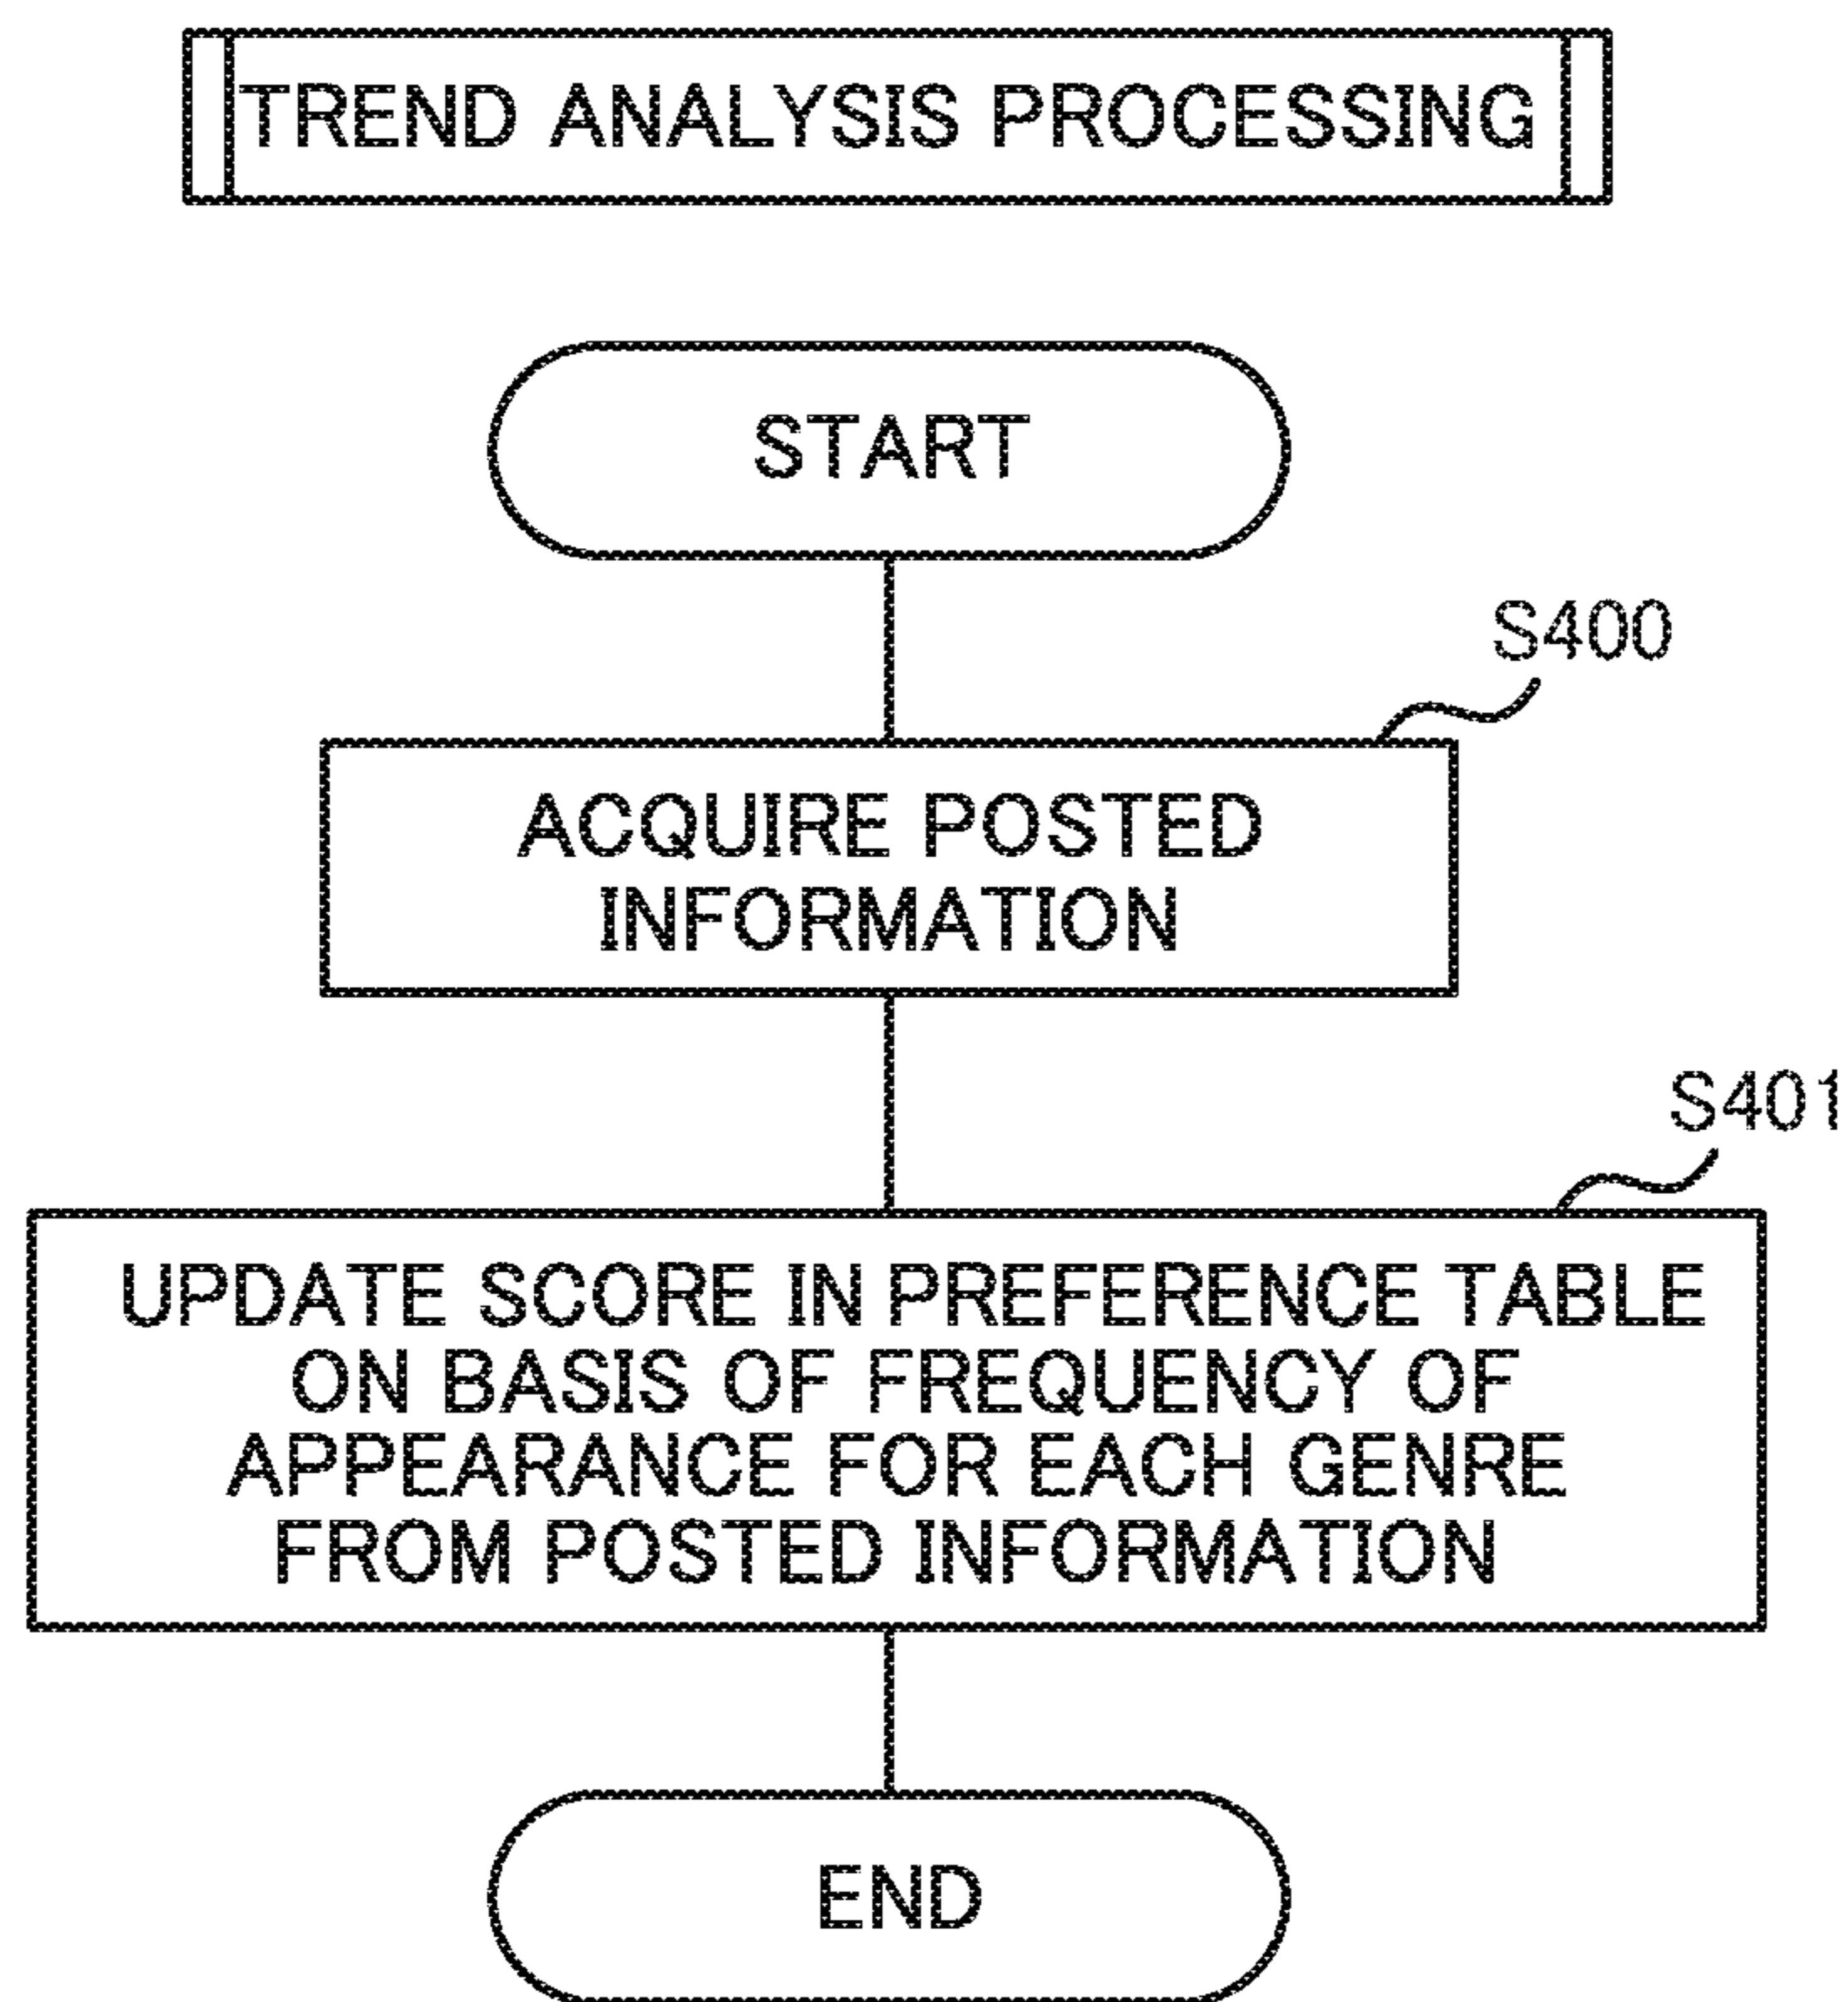 TREND ANALYSIS PROCESSING
START
S400
ACQUIRE POSTED
INFORMATION
S401
UPDATE SCORE IN PREFERENCE TABLE
ON BASIS OF FREQUENCY OF
APPEARANCE FOR EACH GENRE
FROM POSTED INFORMATION
END